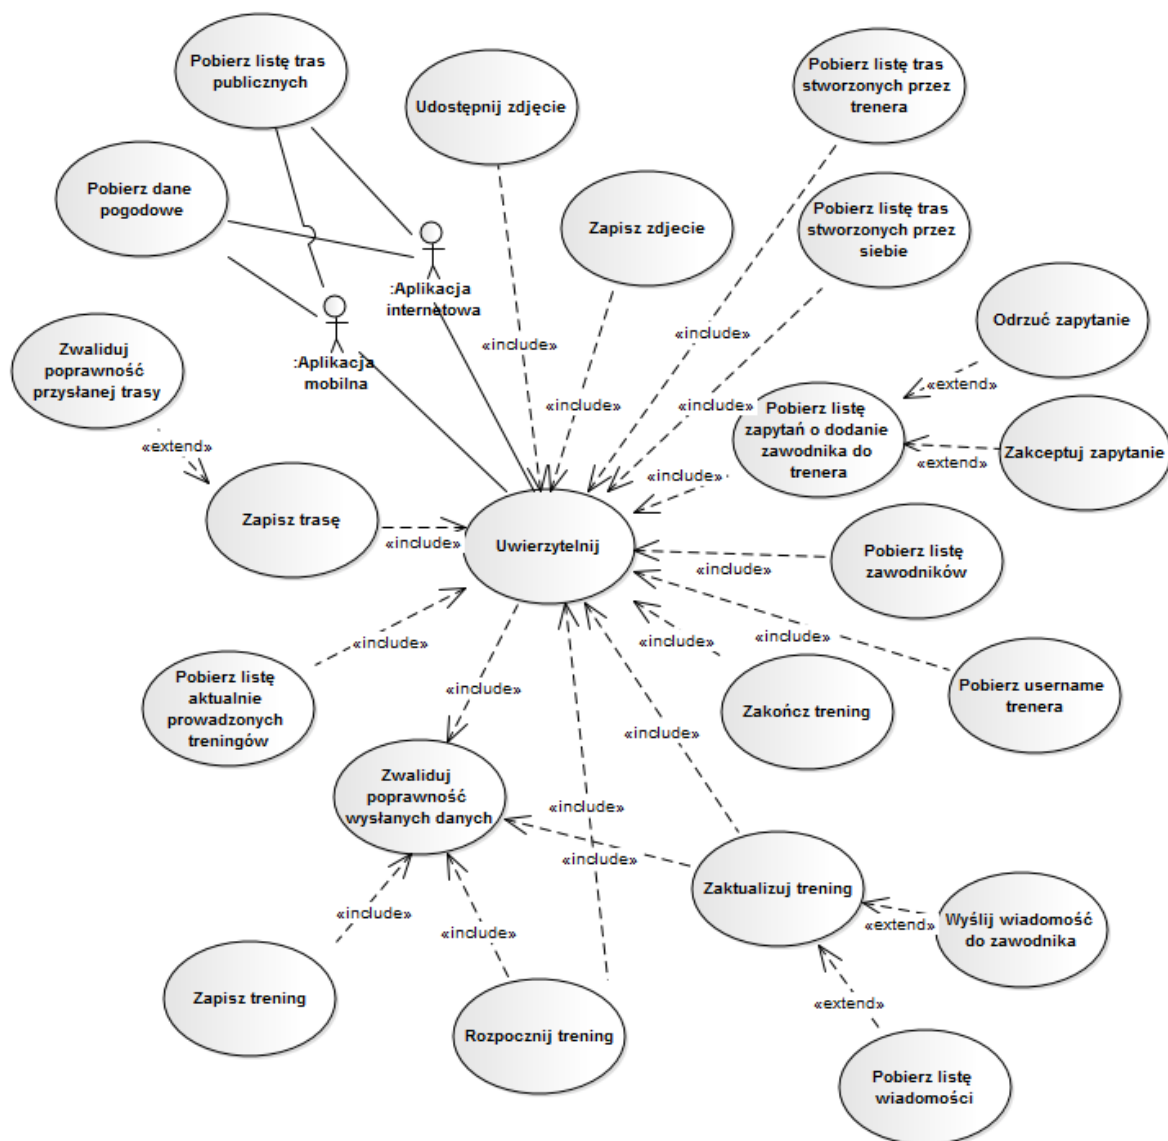 Pobierz listę tras
publicznych
Udostępnij zdjęcie
Pobierz listę tras
stworzonych przez
trenera
Pobierz dane
pogodowe
Zapisz zdjecie
Pobierz listę tras
stworzonych przez
siebie
:Aplikacja
internetowa
:Aplikacja
mobilna
Odrzuć zapytanie
Zwaliduj
poprawność
przysłanej trasy
«include»
«include»
«include»
«include»
«extend»
Pobierz listę
zapytań o dodanie
zawodnika do
trenera
«extend»
Zakceptuj zapytanie
«extend»
«include»
Zapisz trasę
«include»
Uwierzytelnij
Pobierz listę
zawodników
«include»
«include»
«include»
«include»
Pobierz listę
aktualnie
prowadzonych
treningów
«include»
Zakończ trening
Pobierz username
trenera
«include»
Zwaliduj
poprawność
wysłanych danych
«include»
«include»
Zaktualizuj trening
«include»
«include»
«extend»
Wyślij wiadomość
do zawodnika
Zapisz trening
Rozpocznij trening
«extend»
Pobierz listę
wiadomości